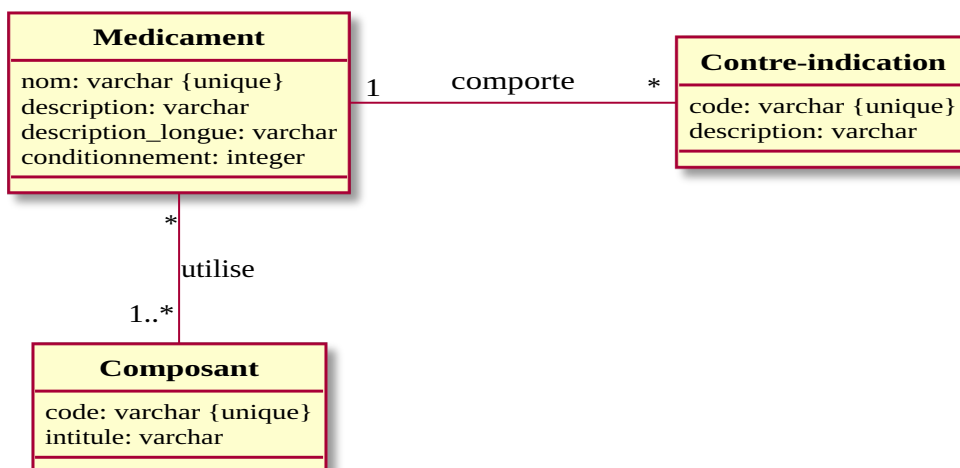 Medicament
nom: varchar {unique}
description: varchar
description_longue: varchar
conditionnement: integer
1 comporte *
Contre-indication
code: varchar {unique}
description: varchar
*
utilise
1..*
Composant
code: varchar {unique}
intitule: varchar